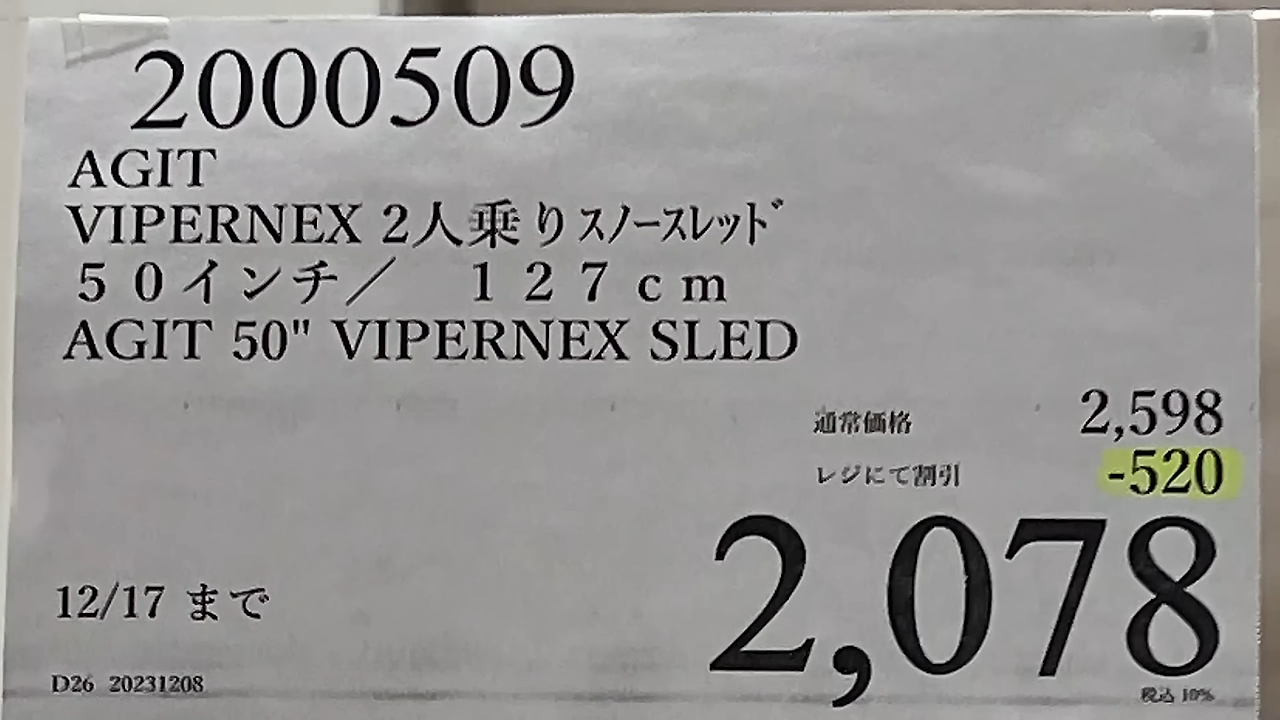 2000509
AGIT
VIPERNEX 2人乗りｽﾉｰｽﾚｯﾄﾞ
５０インチ／　１２７ｃｍ
AGIT 50" VIPERNEX SLED
通常価格 2,598
レジにて割引 -520
2,078
12/17 まで
D26 20231208
税込 10%